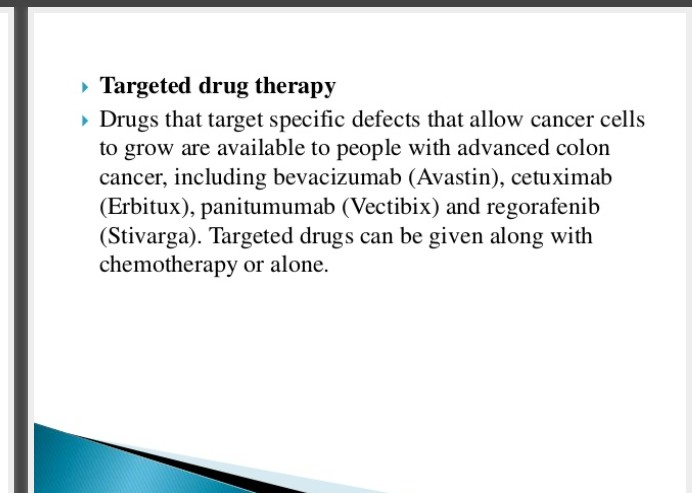 Targeted drug therapy
Drugs that target specific defects that allow cancer cells
to grow are available to people with advanced colon
cancer, including bevacizumab (Avastin), cetuximab
(Erbitux), panitumumab (Vectibix) and regorafenib
(Stivarga). Targeted drugs can be given along with
chemotherapy or alone.